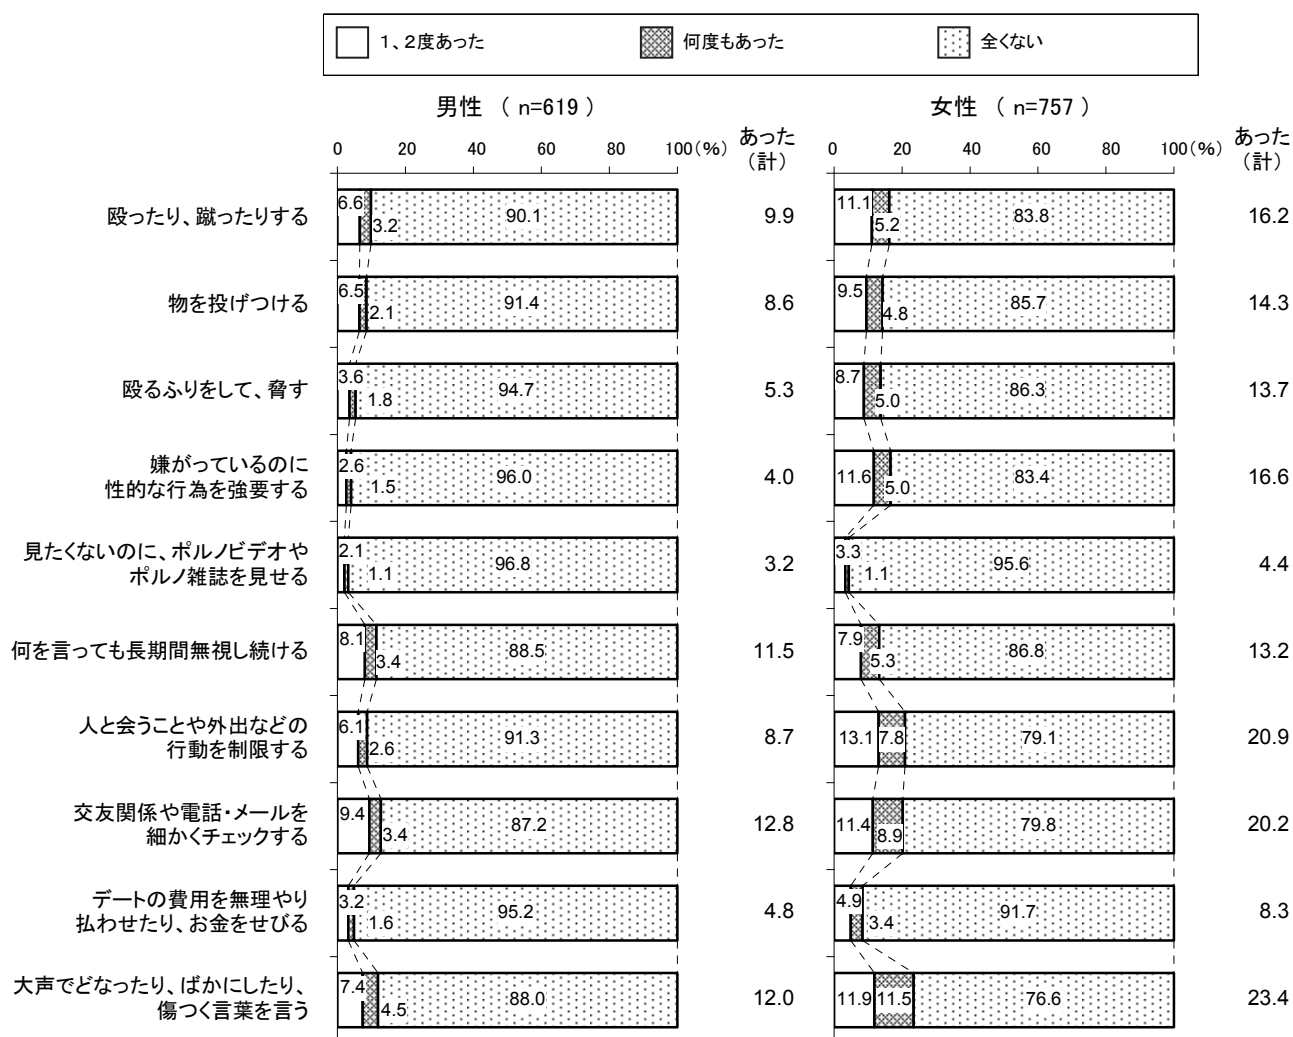 1、2度あった 何度もあった 全くない
男性 ( n=619 ) 女性 ( n=757 )
0 20 40 60 80 100(%) あった(計) 0 20 40 60 80 100(%) あった(計)
殴ったり、蹴ったりする 6.6 3.2 90.1 9.9 11.1 5.2 83.8 16.2
物を投げつける 6.5 2.1 91.4 8.6 9.5 4.8 85.7 14.3
殴るふりをして、脅す 3.6 1.8 94.7 5.3 8.7 5.0 86.3 13.7
嫌がっているのに
性的な行為を強要する 2.6 1.5 96.0 4.0 11.6 5.0 83.4 16.6
見たくないのに、ポルノビデオや
ポルノ雑誌を見せる 2.1 1.1 96.8 3.2 3.3 1.1 95.6 4.4
何を言っても長期間無視し続ける 8.1 3.4 88.5 11.5 7.9 5.3 86.8 13.2
人と会うことや外出などの
行動を制限する 6.1 2.6 91.3 8.7 13.1 7.8 79.1 20.9
交友関係や電話・メールを
細かくチェックする 9.4 3.4 87.2 12.8 11.4 8.9 79.8 20.2
デートの費用を無理やり
払わせたり、お金をせびる 3.2 1.6 95.2 4.8 4.9 3.4 91.7 8.3
大声でどなったり、ばかにしたり、
傷つく言葉を言う 7.4 4.5 88.0 12.0 11.9 11.5 76.6 23.4